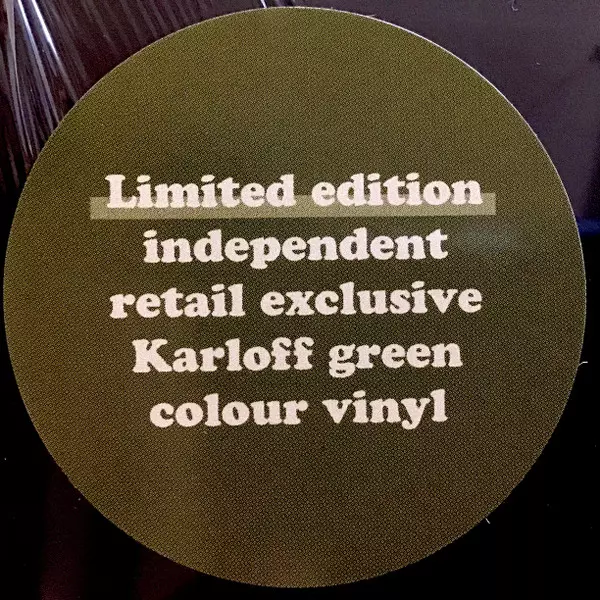 Limited edition
independent
retail exclusive
Karloff green
colour vinyl